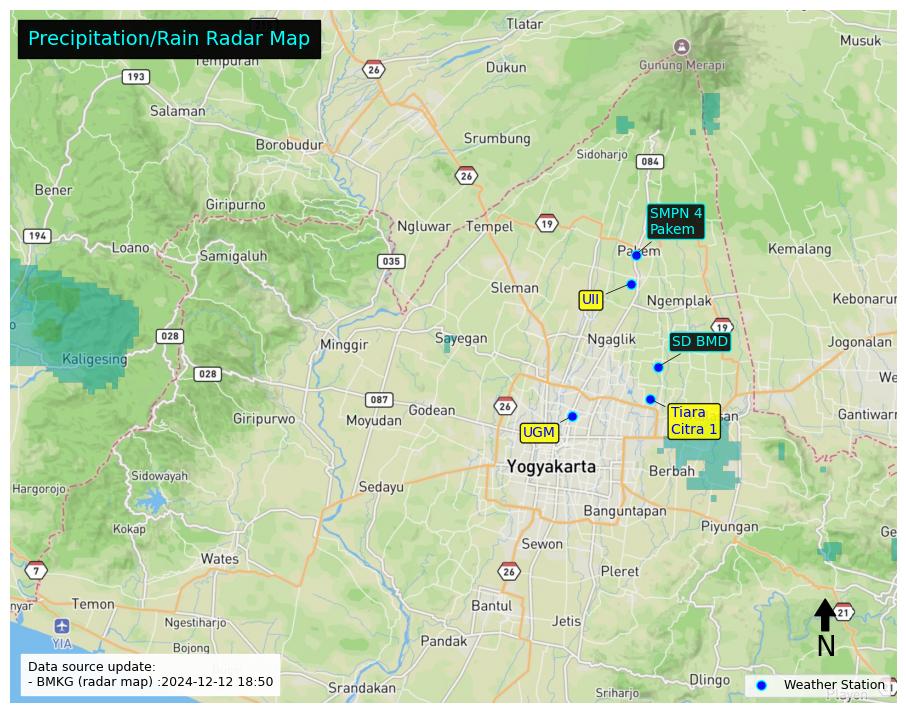 Precipitation/Rain Radar Map
Tlatar
Musuk
26
Tempuran
Dukun
Gunung Merapi
193
Salaman
Borobudur
Srumbung
Sidoharjo
084
26
Bener
Giripurno
SMPN 4
Pakem
194
Loano
Samigaluh
Ngluwar
Tempel
19
Pakem
Kemalang
035
Sleman
UII
Ngemplak
028
Kaligesing
Minggir
Sayegan
Ngaglik
19
SD BMD
Jogonalan
028
087
Godean
26
Giripurwo
Moyudan
UGM
Tiara
Citra 1
Yogyakarta
Berbah
Hargorojo
Sidowayah
Sedayu
Banguntapan
Piyungan
Kokap
Sewon
7
Wates
26
Pleret
Temon
Bantul
21
Ngestiharjo
Jetis
YIA
Bojong
Pandak
N
Data source update:
- BMKG (radar map) :2024-12-12 18:50
Srandakan
Sriharjo
Dlingo
Weather Station
Playen